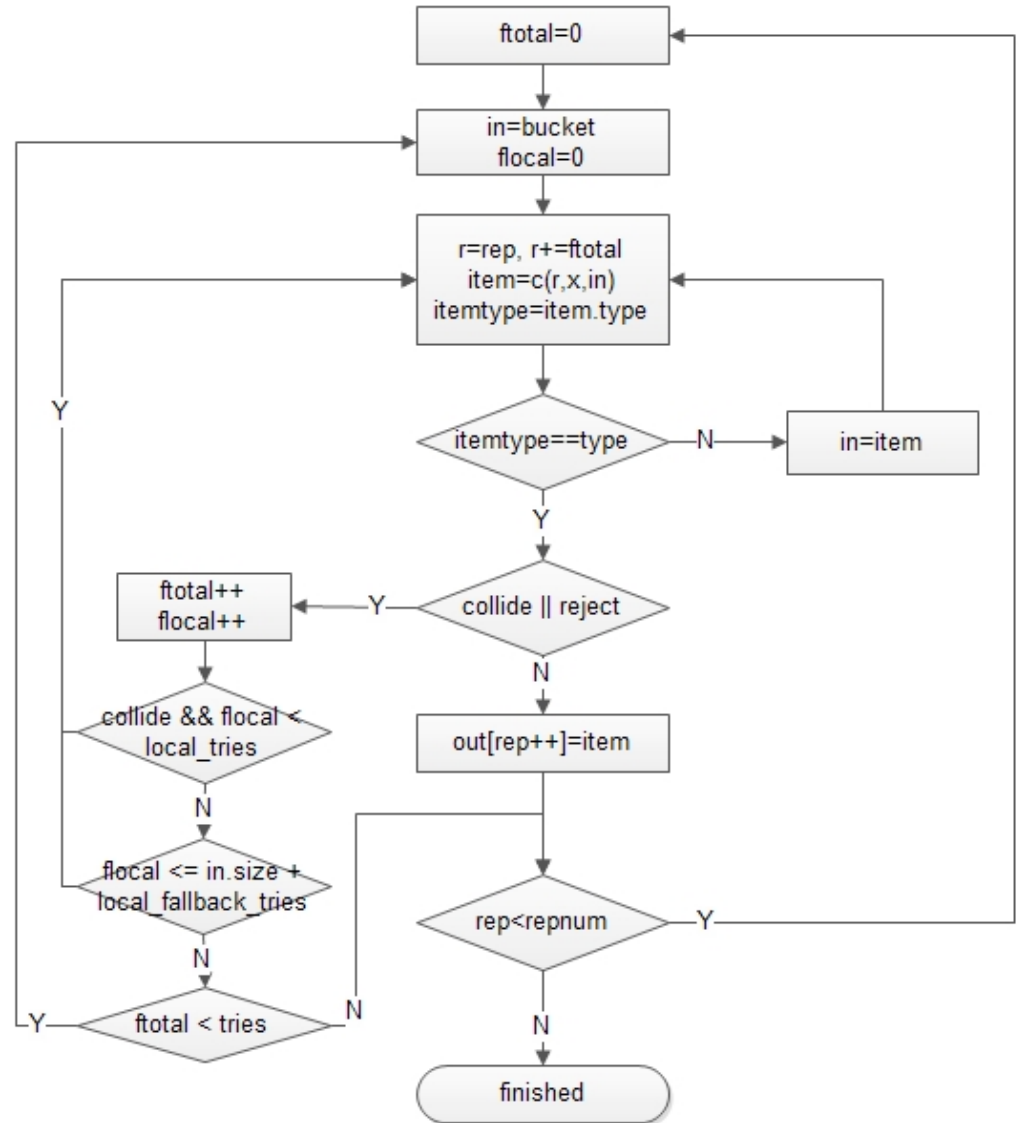 ftotal=0
in=bucket
flocal=0
r=rep, r+=ftotal
item=c(r,x,in)
itemtype=item.type
Y
itemtype==type
N
in=item
Y
ftotal++
flocal++
Y
collide || reject
N
collide && flocal <
local_tries
out[rep++]=item
N
flocal <= in.size +
local_fallback_tries
rep<repnum
Y
N
Y
ftotal < tries
N
N
finished